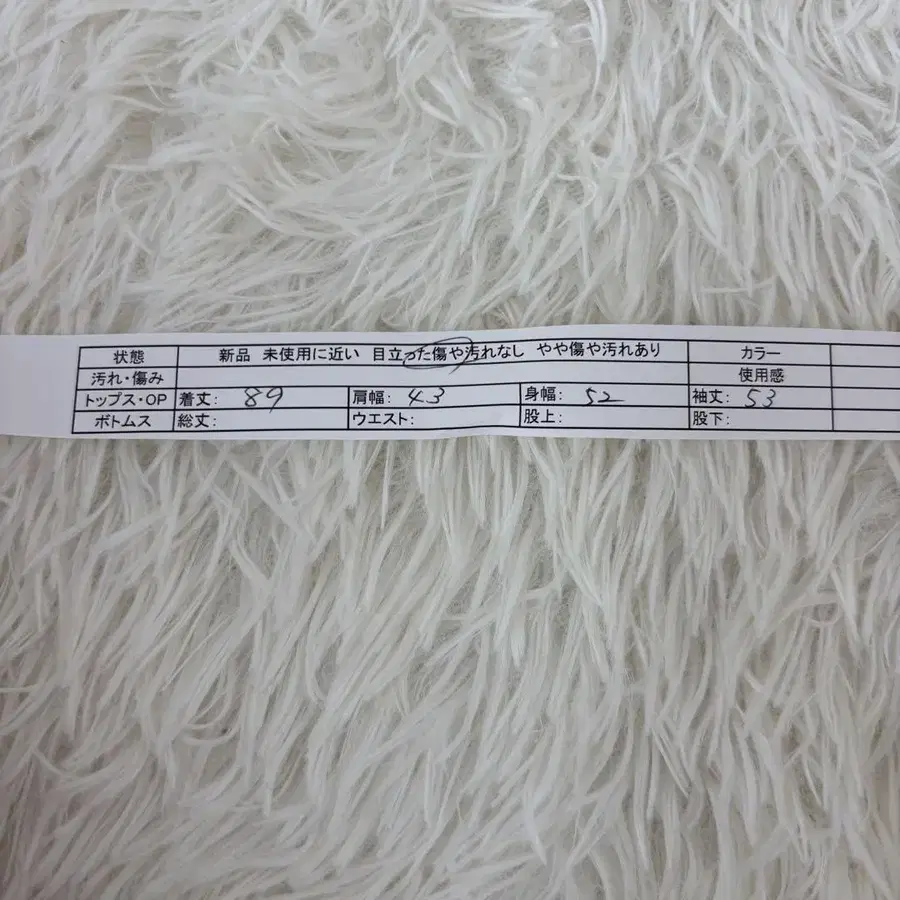 状態 新品 未使用に近い 目立った傷や汚れなし やや傷や汚れあり カラー
汚れ・傷み 使用感
トップス・OP 着丈: 89 肩幅: 43 身幅: 52 袖丈: 53
ボトムス 総丈: ウエスト: 股上: 股下: